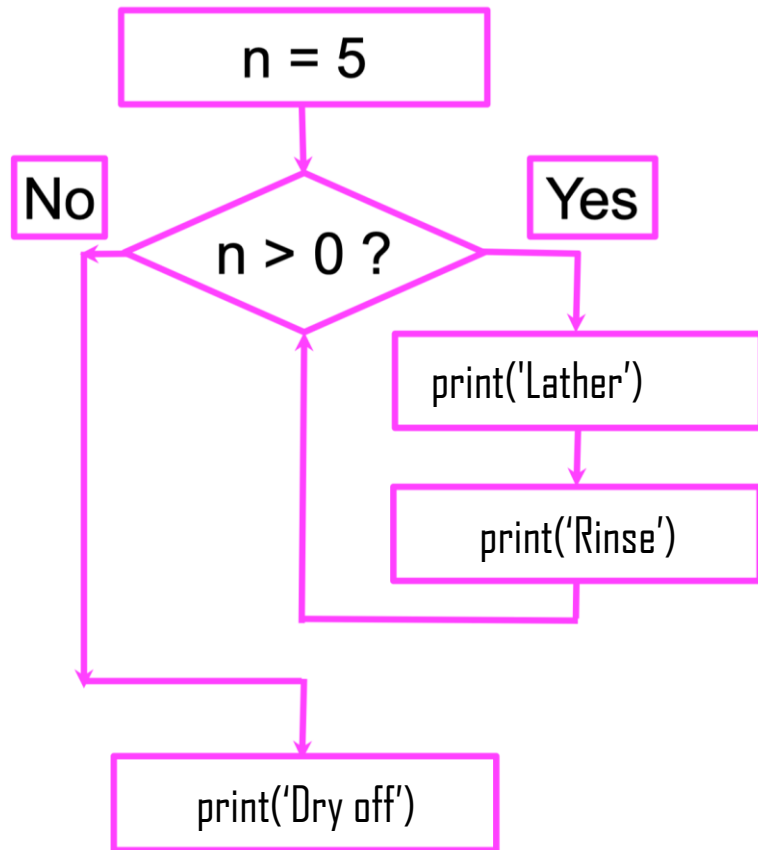 n = 5
No
Yes
n > 0 ?
print('Lather’)
print(‘Rinse’)
print(‘Dry off’)